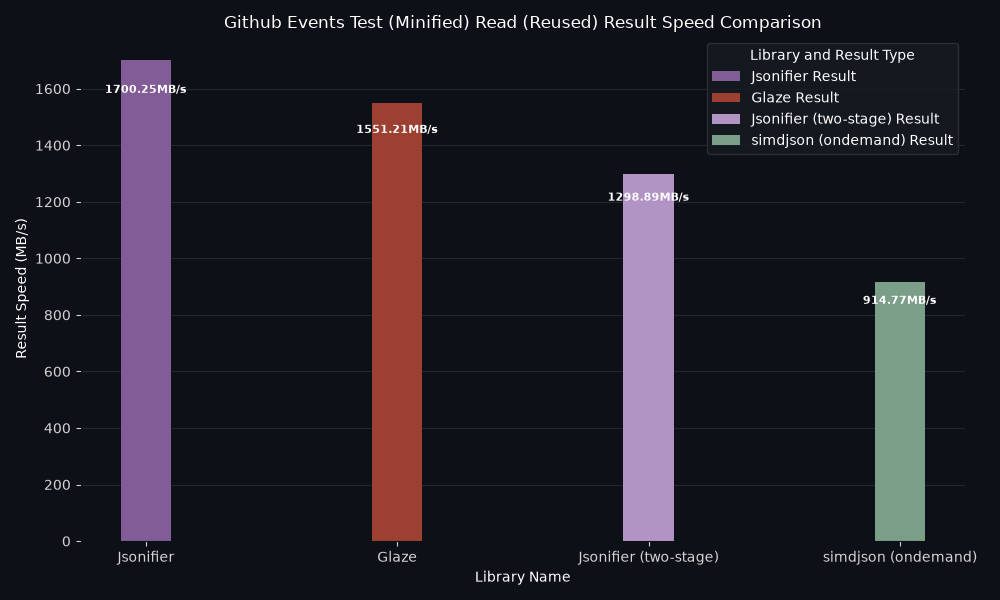 Github Events Test (Minified) Read (Reused) Result Speed Comparison
Library and Result Type
Jsonifier Result
Glaze Result
Jsonifier (two-stage) Result
simdjson (ondemand) Result
1700.25MB/s
1551.21MB/s
1298.89MB/s
914.77MB/s
Result Speed (MB/s)
1600
1400
1200
1000
800
600
400
200
0
Jsonifier
Glaze
Jsonifier (two-stage)
simdjson (ondemand)
Library Name